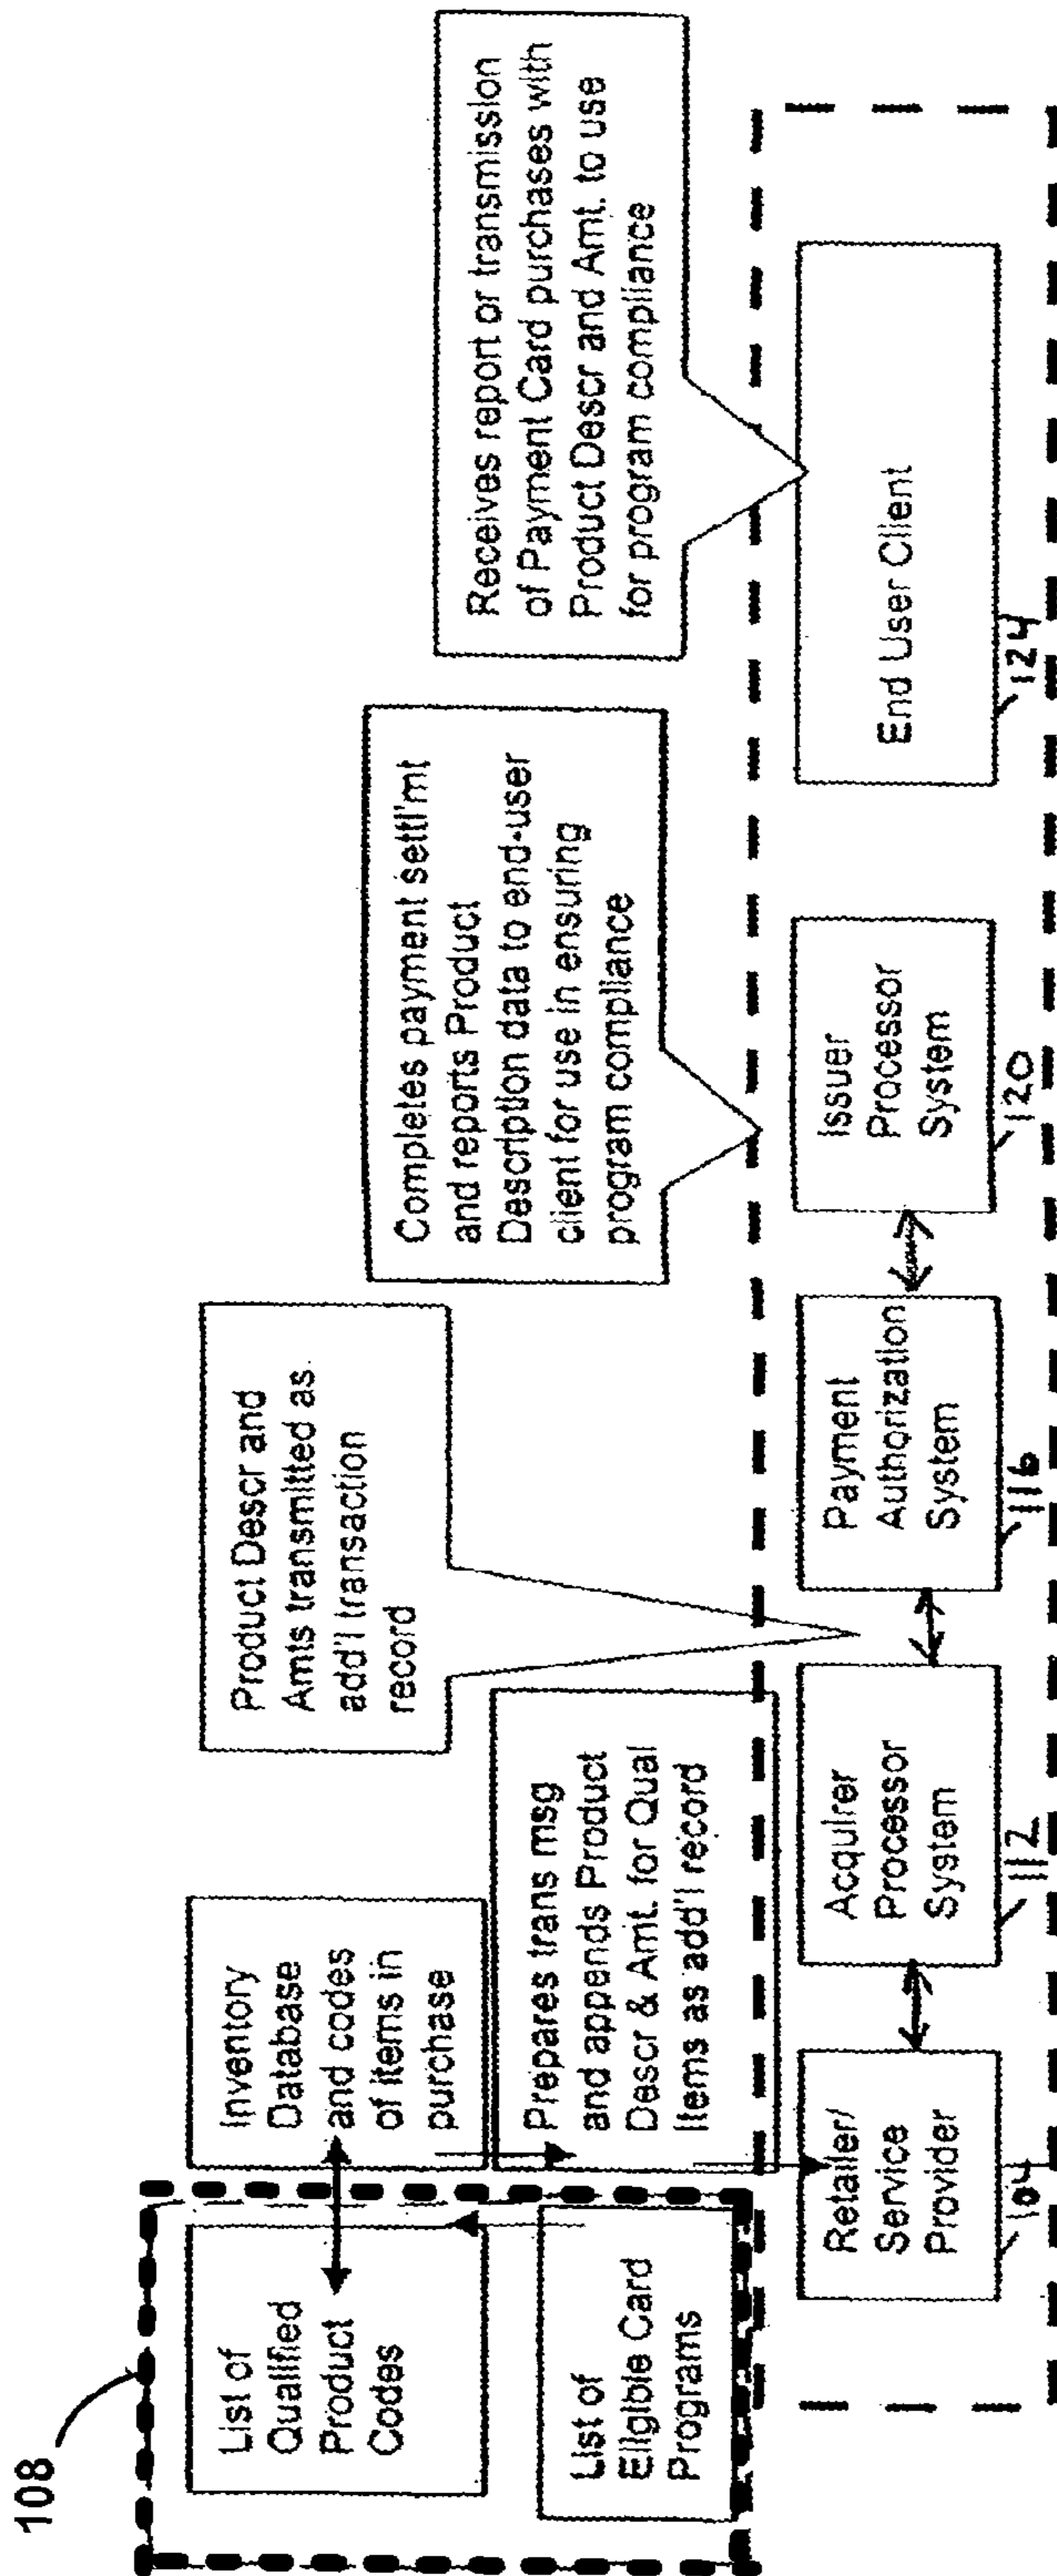 108
List of
Qualified
Product
Codes
List of
Eligible Card
Programs
Inventory
Database
and codes
of items in
purchase
Prepares trans msg
and appends Product
Descr & Amt. for Qual
Items as add'l record
Product Descr and
Amts transmitted as
add'l transaction
record
Completes payment settl'mt
and reports Product
Description data to end-user
client for use in ensuring
program compliance
Receives report or transmission
of Payment Card purchases with
Product Descr and Amt. to use
for program compliance
Retailer/
Service
Provider
104
Acquirer
Processor
System
112
Payment
Authorization
System
116
Issuer
Processor
System
120
End User Client
124